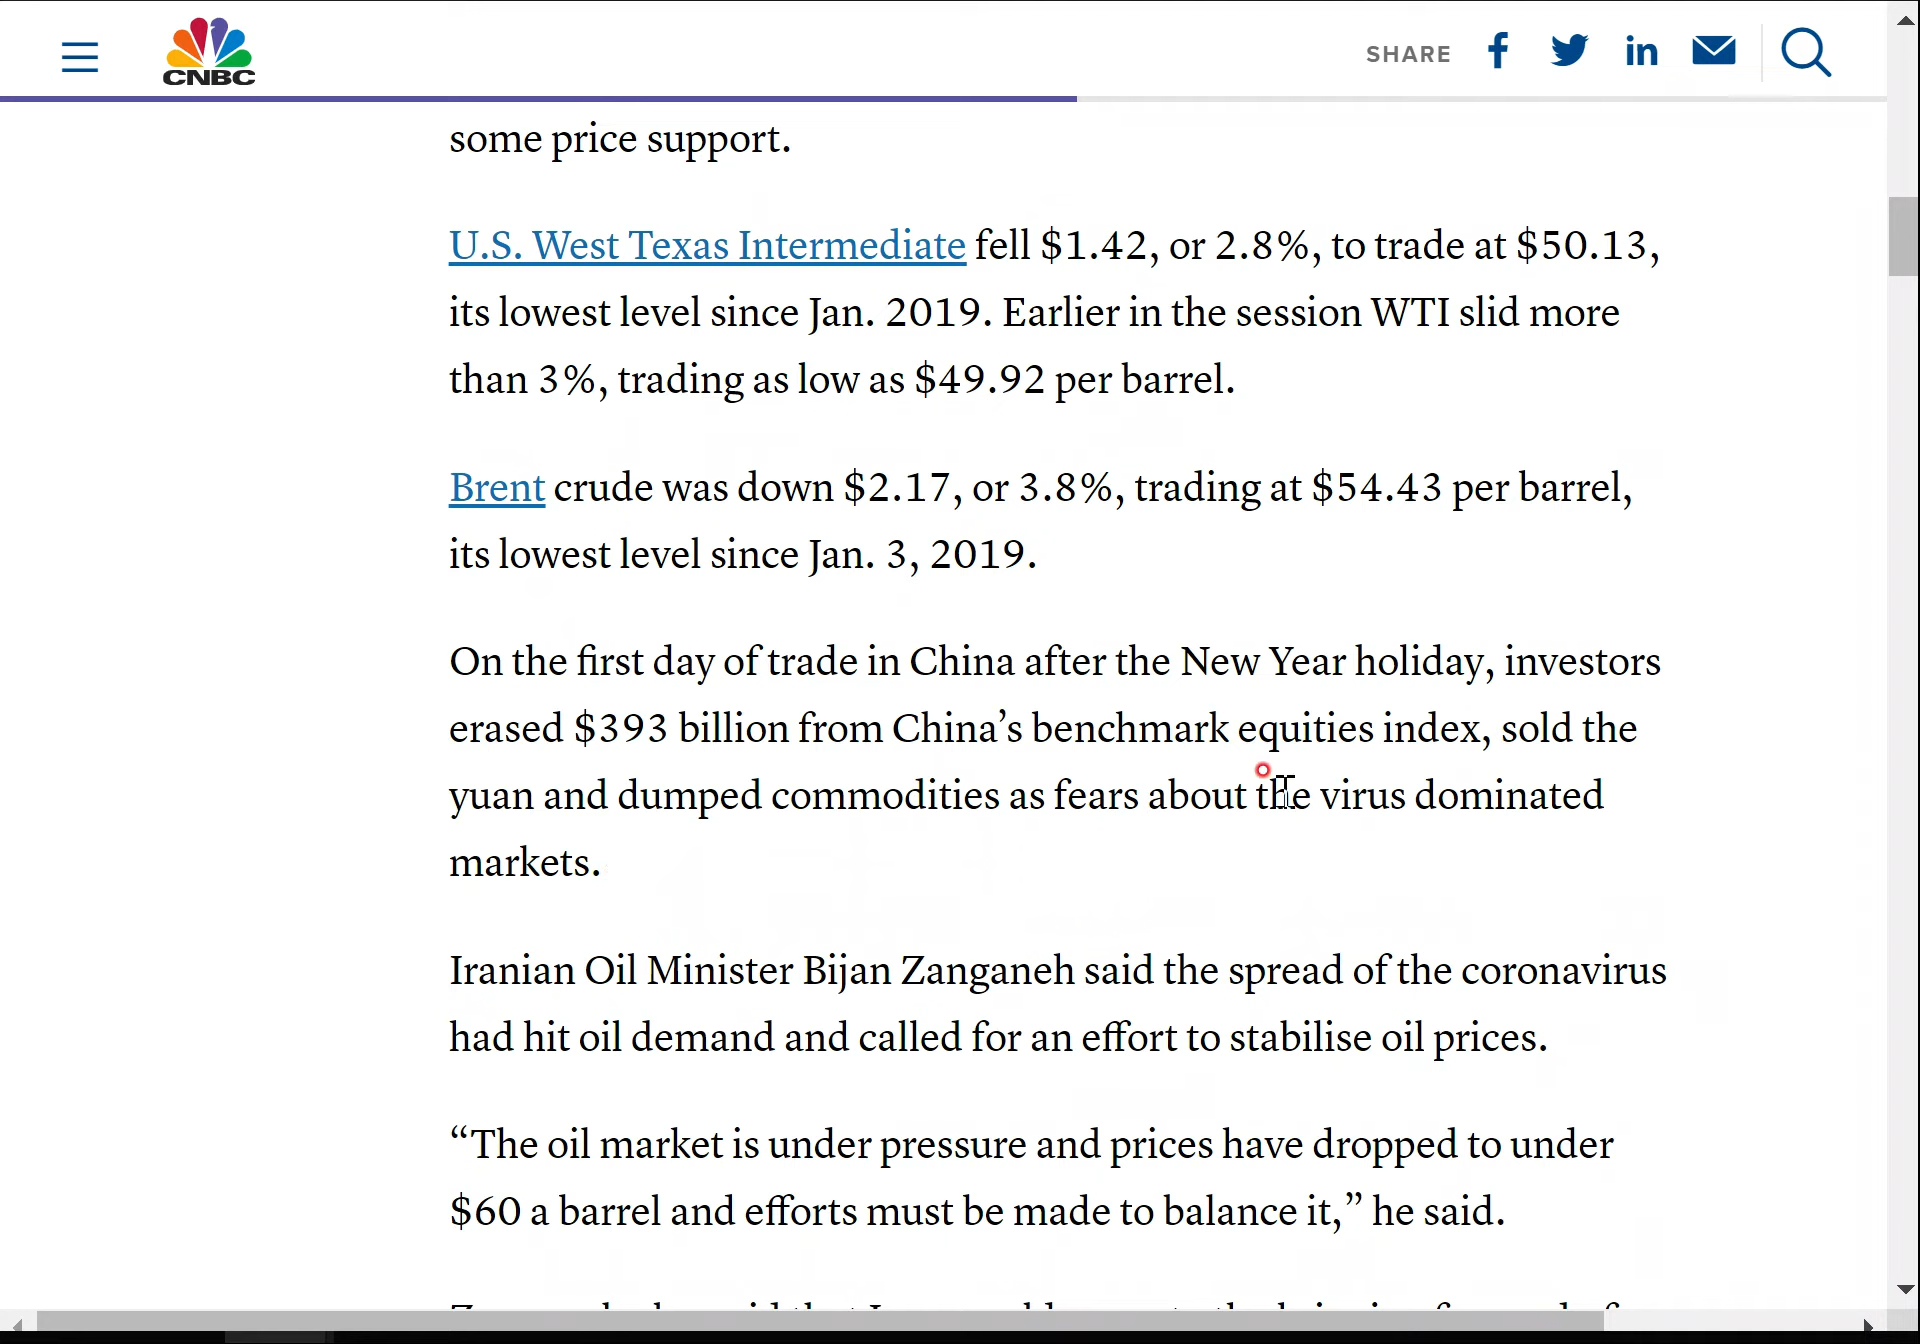 CNBC
SHARE
some price support.
U.S. West Texas Intermediate fell $1.42, or 2.8%, to trade at $50.13,
its lowest level since Jan. 2019. Earlier in the session WTI slid more
than 3%, trading as low as $49.92 per barrel.
Brent crude was down $2.17, or 3.8%, trading at $54.43 per barrel,
its lowest level since Jan. 3, 2019.
On the first day of trade in China after the New Year holiday, investors
erased $393 billion from China’s benchmark equities index, sold the
yuan and dumped commodities as fears about the virus dominated
markets.
Iranian Oil Minister Bijan Zanganeh said the spread of the coronavirus
had hit oil demand and called for an effort to stabilise oil prices.
“The oil market is under pressure and prices have dropped to under
$60 a barrel and efforts must be made to balance it,” he said.